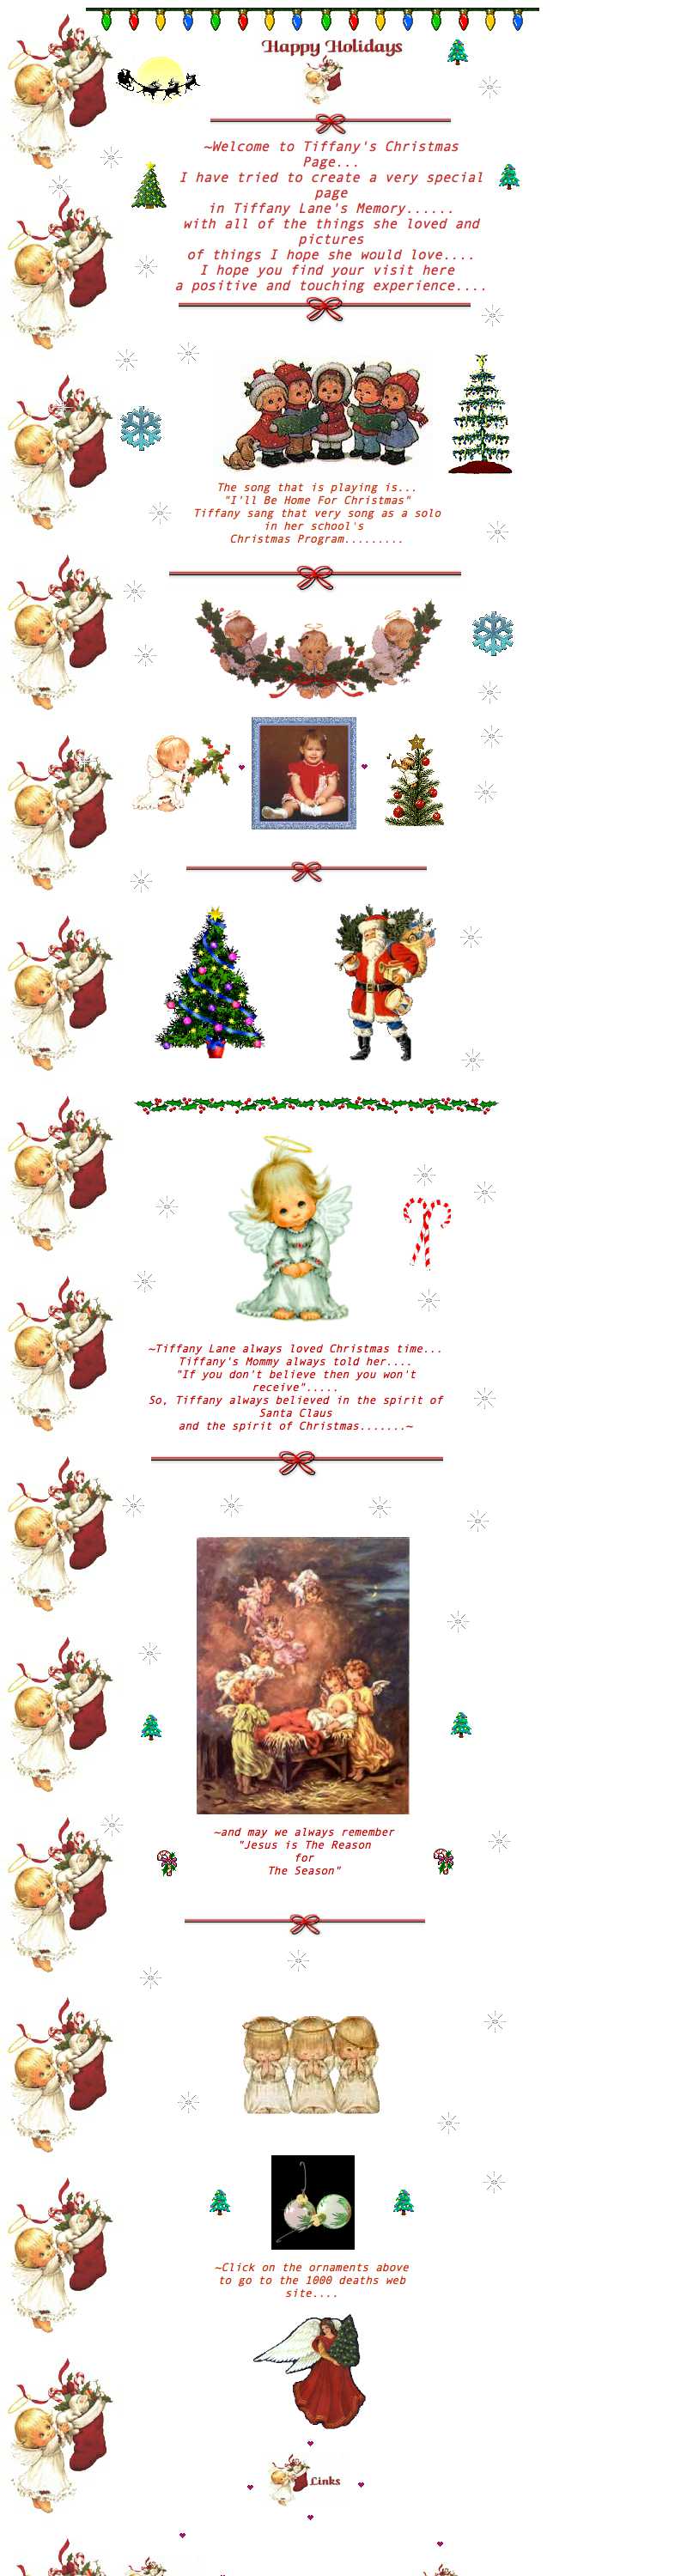 Happy Holidays
~Welcome to Tiffany's Christmas
Page...
I have tried to create a very special
page
in Tiffany Lane's Memory......
with all of the things she loved and
pictures
of things I hope she would love....
I hope you find your visit here
a positive and touching experience....
The song that is playing is...
"I'll Be Home For Christmas"
Tiffany sang that very song as a solo
in her school's
Christmas Program.........
~Tiffany Lane always loved Christmas time...
Tiffany's Mommy always told her....
"If you don't believe then you won't
receive".....
So, Tiffany always believed in the spirit of
Santa Claus
and the spirit of Christmas.......~
~and may we always remember
"Jesus is The Reason
for
The Season"
~Click on the ornaments above
to go to the 1000 deaths web
site....
Links